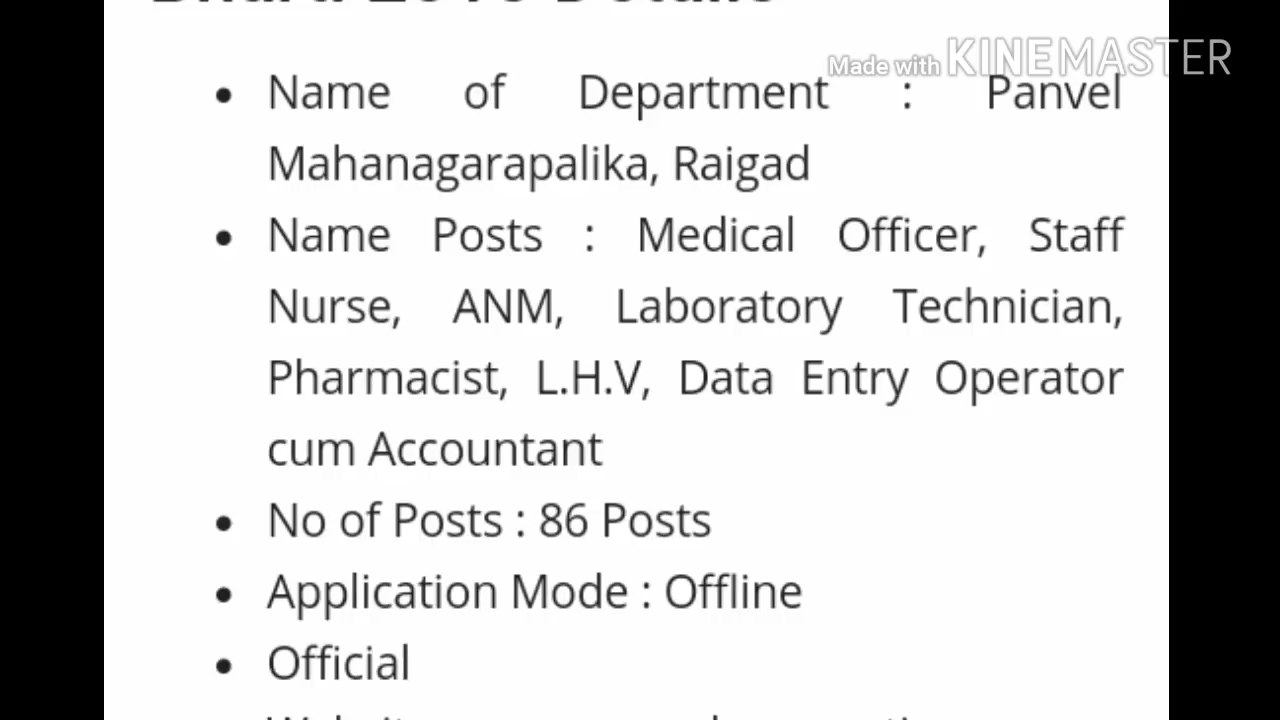 Made with KINEMASTER
Name of Department : Panvel
Mahanagarapalika, Raigad
Name Posts : Medical Officer, Staff
Nurse, ANM, Laboratory Technician,
Pharmacist, L.H.V, Data Entry Operator
cum Accountant
No of Posts : 86 Posts
Application Mode : Offline
Official